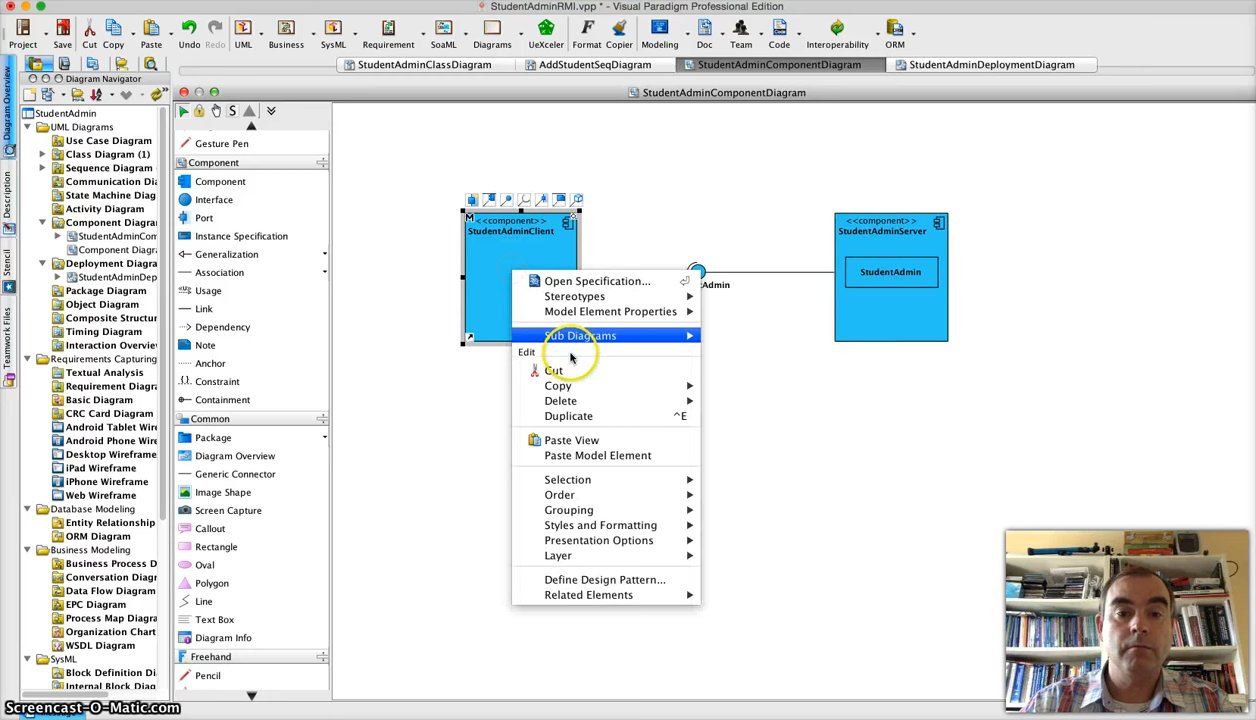 StudentAdminRMI.vpp * - Visual Paradigm Professional Edition
Project Save Cut Copy Paste Undo Redo UML Business SysML Requirement SoaML Diagrams UeXceler Format Copier Modeling Doc Team Code Interoperability ORM
StudentAdminClassDiagram AddStudentSeqDiagram StudentAdminComponentDiagram StudentAdminDeploymentDiagram
Diagram Navigator
StudentAdminComponentDiagram
Diagram Overview
Description
Stencil
Teamwork Files
StudentAdmin
UML Diagrams
Use Case Diagram
Class Diagram (1)
Sequence Diagram
Communication Di
State Machine Diag
Activity Diagram
Component Diagra
StudentAdminCom
Component Diagra
Deployment Diagra
StudentAdminDep
Package Diagram
Object Diagram
Composite Structur
Timing Diagram
Interaction Overvie
Requirements Capturing
Textual Analysis
Requirement Diagra
Basic Diagram
CRC Card Diagram
Android Tablet Wire
Android Phone Wire
Desktop Wireframe
iPad Wireframe
iPhone Wireframe
Web Wireframe
Database Modeling
Entity Relationship
ORM Diagram
Business Modeling
Business Process D
Conversation Diag
Data Flow Diagram
EPC Diagram
Process Map Diagra
Organization Chart
WSDL Diagram
SysML
Block Definition Di
Internal Block Diag
S
Gesture Pen
Component
Component
Interface
Port
Instance Specification
Generalization
Association
Usage
Link
Dependency
Note
Anchor
Constraint
Containment
Common
Package
Diagram Overview
Generic Connector
Image Shape
Screen Capture
Callout
Rectangle
Oval
Polygon
Line
Text Box
Diagram Info
Freehand
Pencil
M
<<component>>
StudentAdminClient
tAdmin
<<component>>
StudentAdminServer
StudentAdmin
Open Specification...
Stereotypes
Model Element Properties
Sub Diagrams
Edit
Cut
Copy
Delete
Duplicate ^E
Paste View
Paste Model Element
Selection
Order
Grouping
Styles and Formatting
Presentation Options
Layer
Define Design Pattern...
Related Elements
Screencast-O-Matic.com